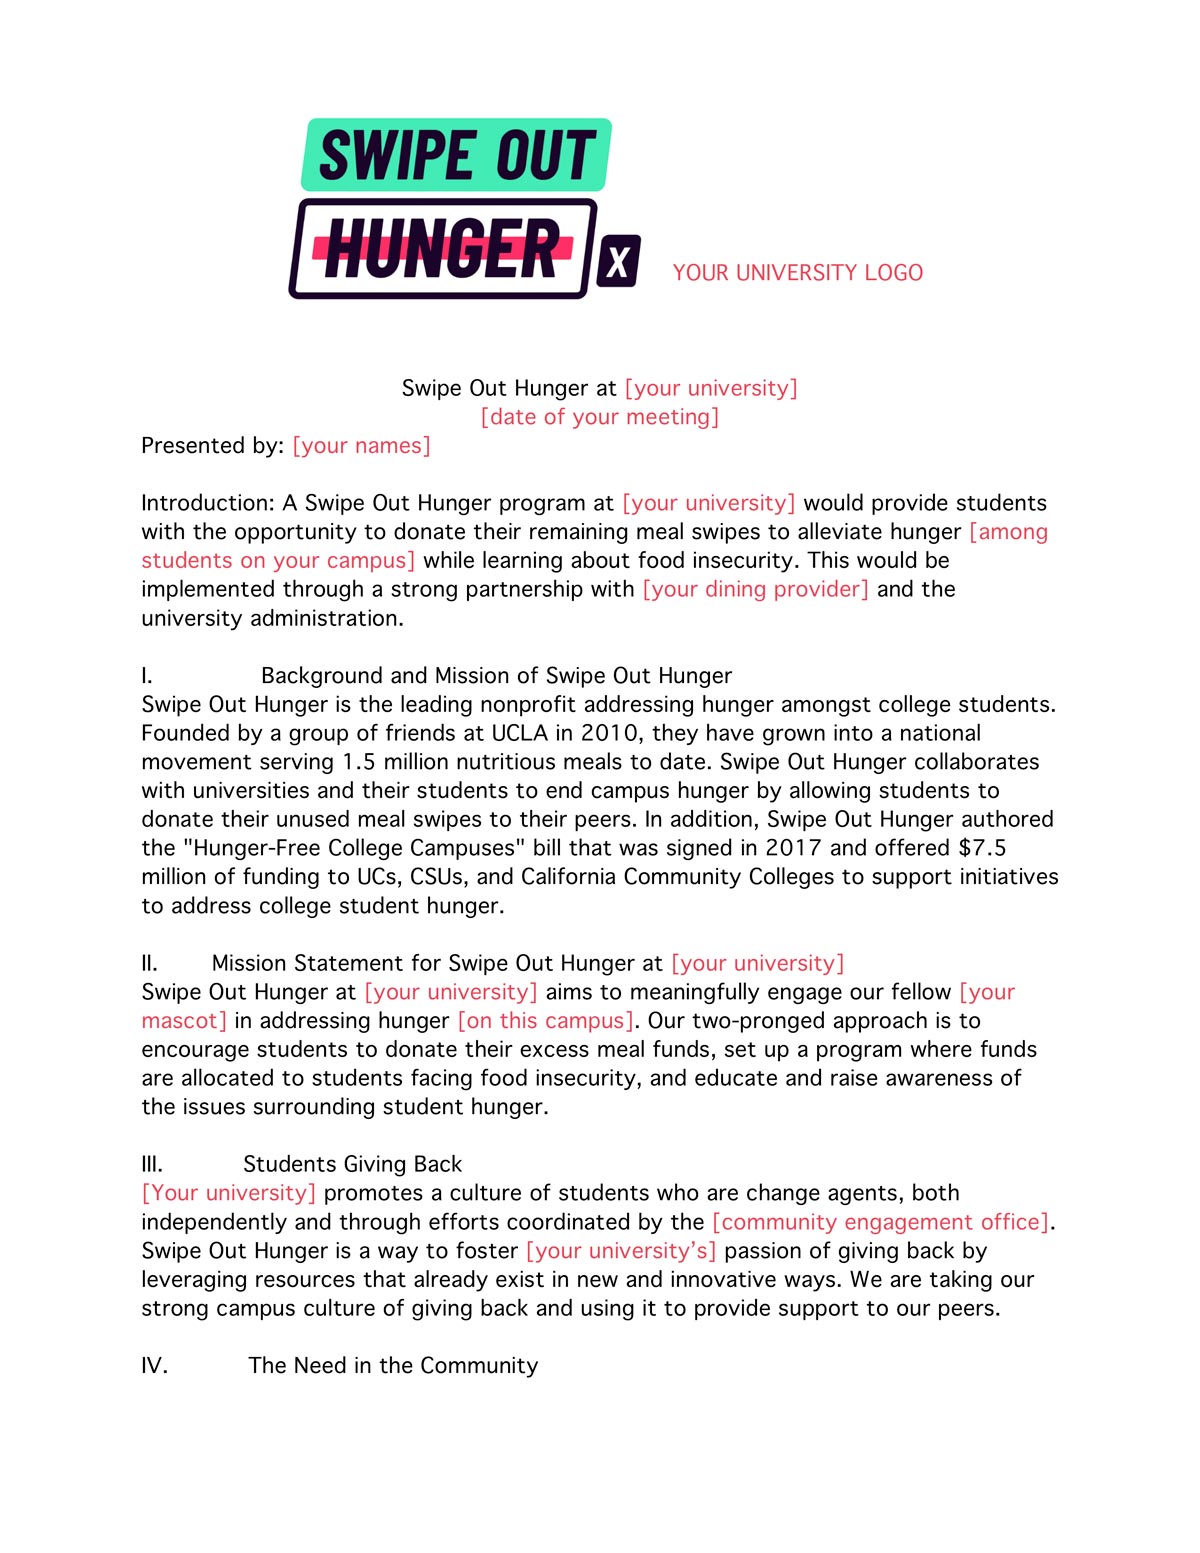 SWIPE OUT
HUNGER X
YOUR UNIVERSITY LOGO
Swipe Out Hunger at [your university]
[date of your meeting]
Presented by: [your names]
Introduction: A Swipe Out Hunger program at [your university] would provide students
with the opportunity to donate their remaining meal swipes to alleviate hunger [among
students on your campus] while learning about food insecurity. This would be
implemented through a strong partnership with [your dining provider] and the
university administration.
I. Background and Mission of Swipe Out Hunger
Swipe Out Hunger is the leading nonprofit addressing hunger amongst college students.
Founded by a group of friends at UCLA in 2010, they have grown into a national
movement serving 1.5 million nutritious meals to date. Swipe Out Hunger collaborates
with universities and their students to end campus hunger by allowing students to
donate their unused meal swipes to their peers. In addition, Swipe Out Hunger authored
the "Hunger-Free College Campuses" bill that was signed in 2017 and offered $7.5
million of funding to UCs, CSUs, and California Community Colleges to support initiatives
to address college student hunger.
II. Mission Statement for Swipe Out Hunger at [your university]
Swipe Out Hunger at [your university] aims to meaningfully engage our fellow [your
mascot] in addressing hunger [on this campus]. Our two-pronged approach is to
encourage students to donate their excess meal funds, set up a program where funds
are allocated to students facing food insecurity, and educate and raise awareness of
the issues surrounding student hunger.
III. Students Giving Back
[Your university] promotes a culture of students who are change agents, both
independently and through efforts coordinated by the [community engagement office].
Swipe Out Hunger is a way to foster [your university’s] passion of giving back by
leveraging resources that already exist in new and innovative ways. We are taking our
strong campus culture of giving back and using it to provide support to our peers.
IV. The Need in the Community